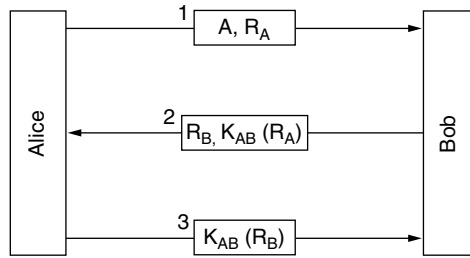 1
A, R_A
2
R_B, K_AB (R_A)
3
K_AB (R_B)
Alice
Bob